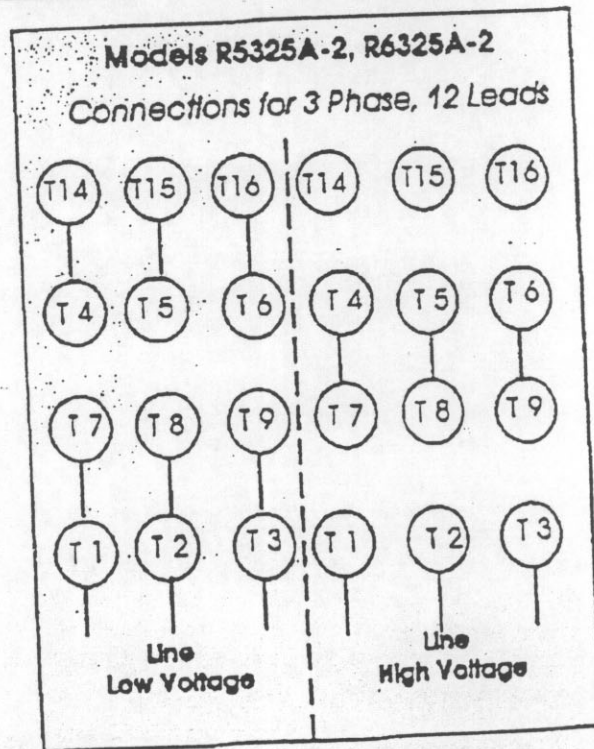 Models R5325A-2, R6325A-2
Connections for 3 Phase, 12 Leads
T14 T15 T16 T14 T15 T16
T4 T5 T6 T4 T5 T6
T7 T8 T9 T7 T8 T9
T1 T2 T3 T1 T2 T3
Line Line
Low Voltage High Voltage